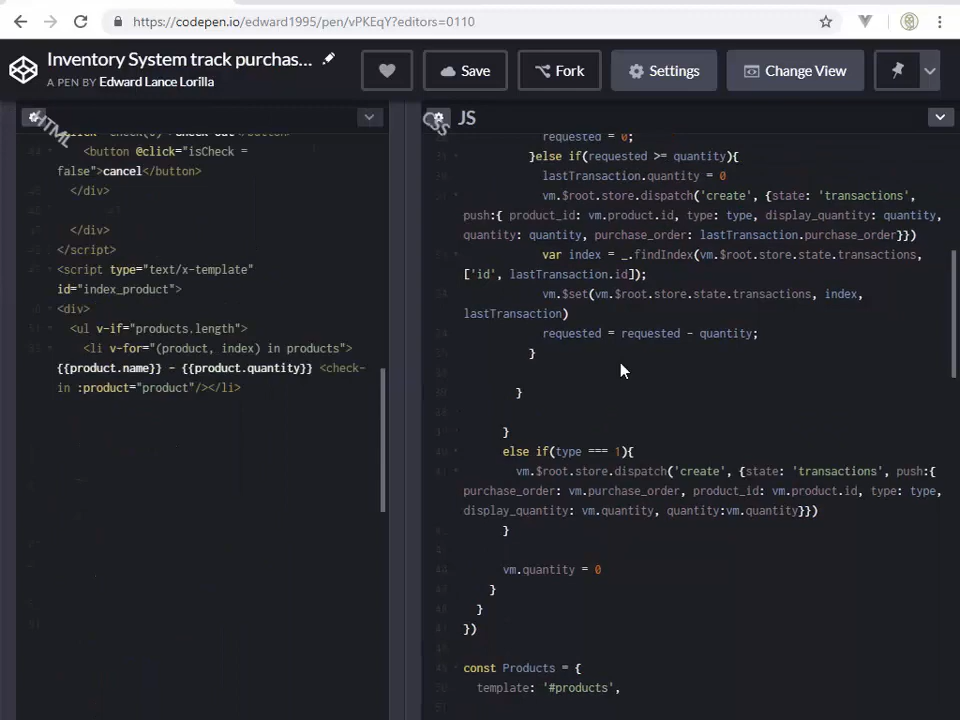 https://codepen.io/edward1995/pen/vPKEqY?editors=0110
Inventory System track purchas...
A PEN BY Edward Lance Lorilla
Save
Fork
Settings
Change View
HTML
<button @click="isCheck =
false">cancel</button>
</div>
</div>
</script>
<script type="text/x-template"
id="index_product">
<div>
<ul v-if="products.length">
<li v-for="(product, index) in products">
{{product.name}} - {{product.quantity}} <check-
in :product="product"/></li>
CSS
JS
requested = 0;
}else if(requested >= quantity){
lastTransaction.quantity = 0
vm.$root.store.dispatch('create', {state: 'transactions',
push:{ product_id: vm.product.id, type: type, display_quantity: quantity,
quantity: quantity, purchase_order: lastTransaction.purchase_order}})
var index = _.findIndex(vm.$root.store.state.transactions,
['id', lastTransaction.id]);
vm.$set(vm.$root.store.state.transactions, index,
lastTransaction)
requested = requested - quantity;
}
}
}
else if(type === 1){
vm.$root.store.dispatch('create', {state: 'transactions', push:{
purchase_order: vm.purchase_order, product_id: vm.product.id, type: type,
display_quantity: vm.quantity, quantity:vm.quantity}})
}
vm.quantity = 0
}
}
})
const Products = {
template: '#products',